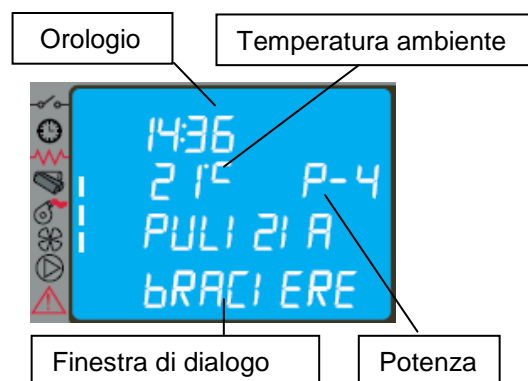 Orologio
Temperatura ambiente
14:36
21°C P-4
PULIZIA
bRACIERE
Finestra di dialogo
Potenza